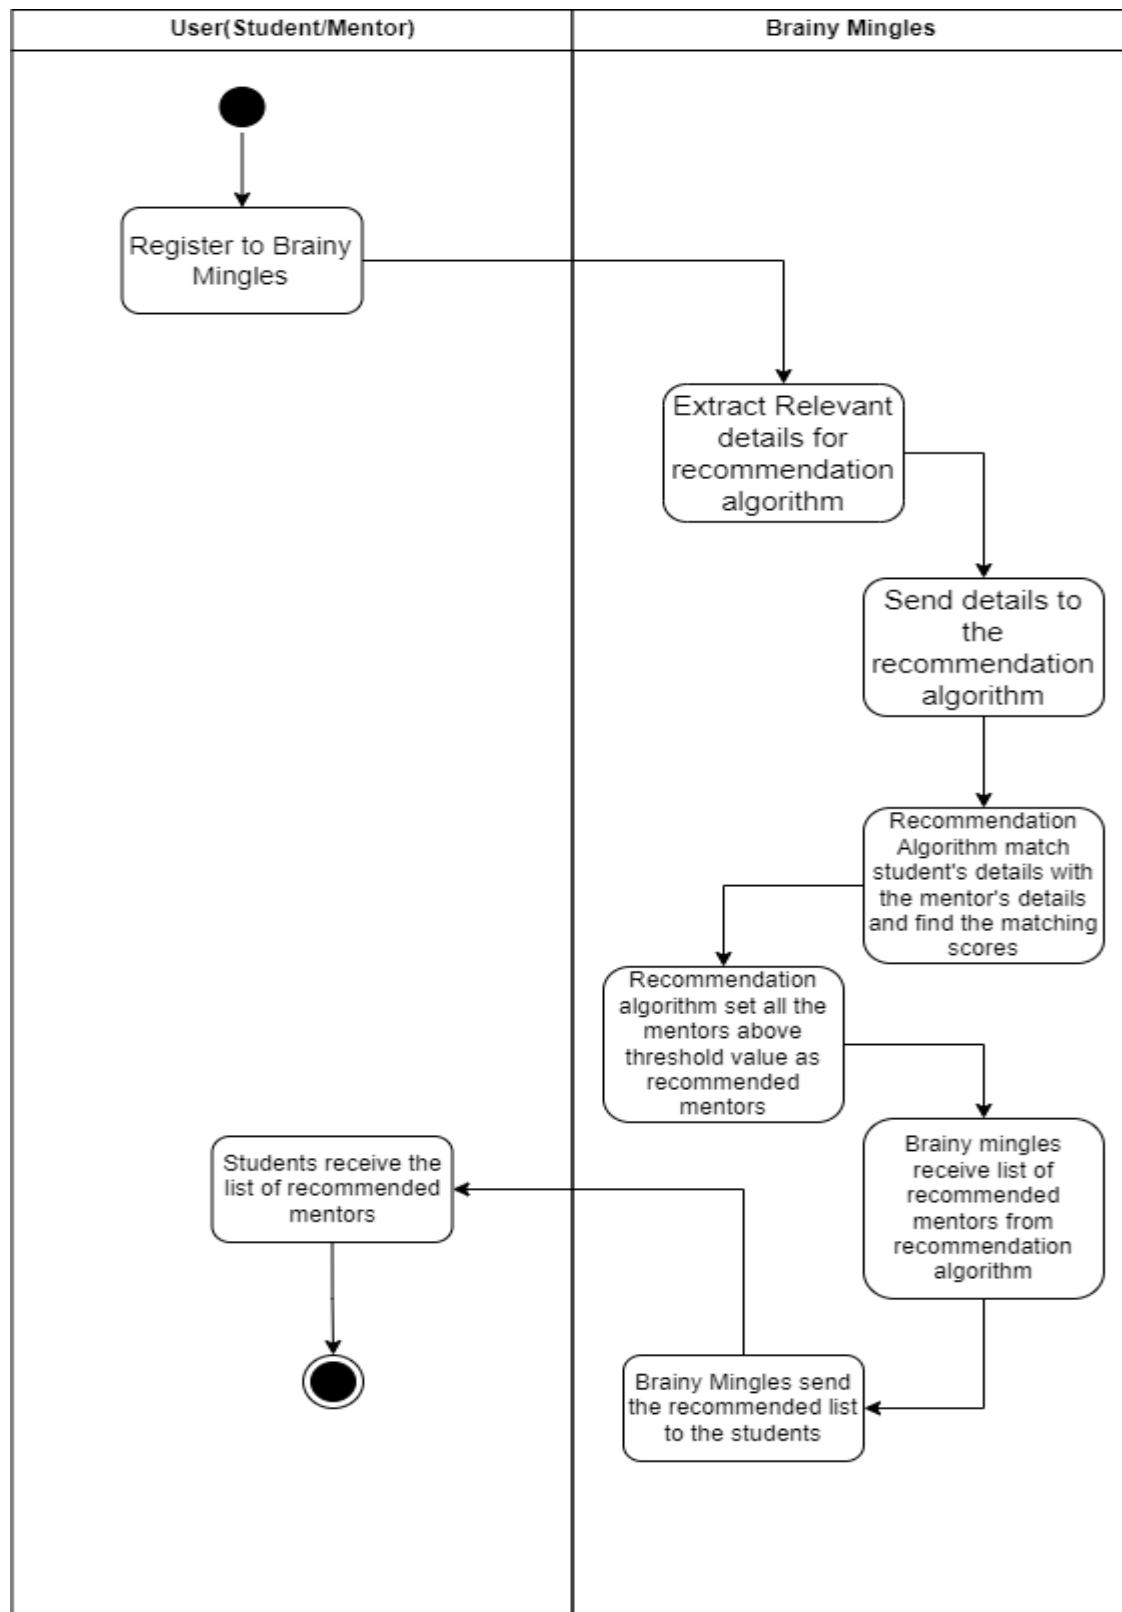 User(Student/Mentor)
Brainy Mingles
Register to Brainy
Mingles
Extract Relevant
details for
recommendation
algorithm
Send details to
the
recommendation
algorithm
Recommendation
Algorithm match
student's details with
the mentor's details
and find the matching
scores
Recommendation
algorithm set all the
mentors above
threshold value as
recommended
mentors
Brainy mingles
receive list of
recommended
mentors from
recommendation
algorithm
Brainy Mingles send
the recommended list
to the students
Students receive the
list of recommended
mentors